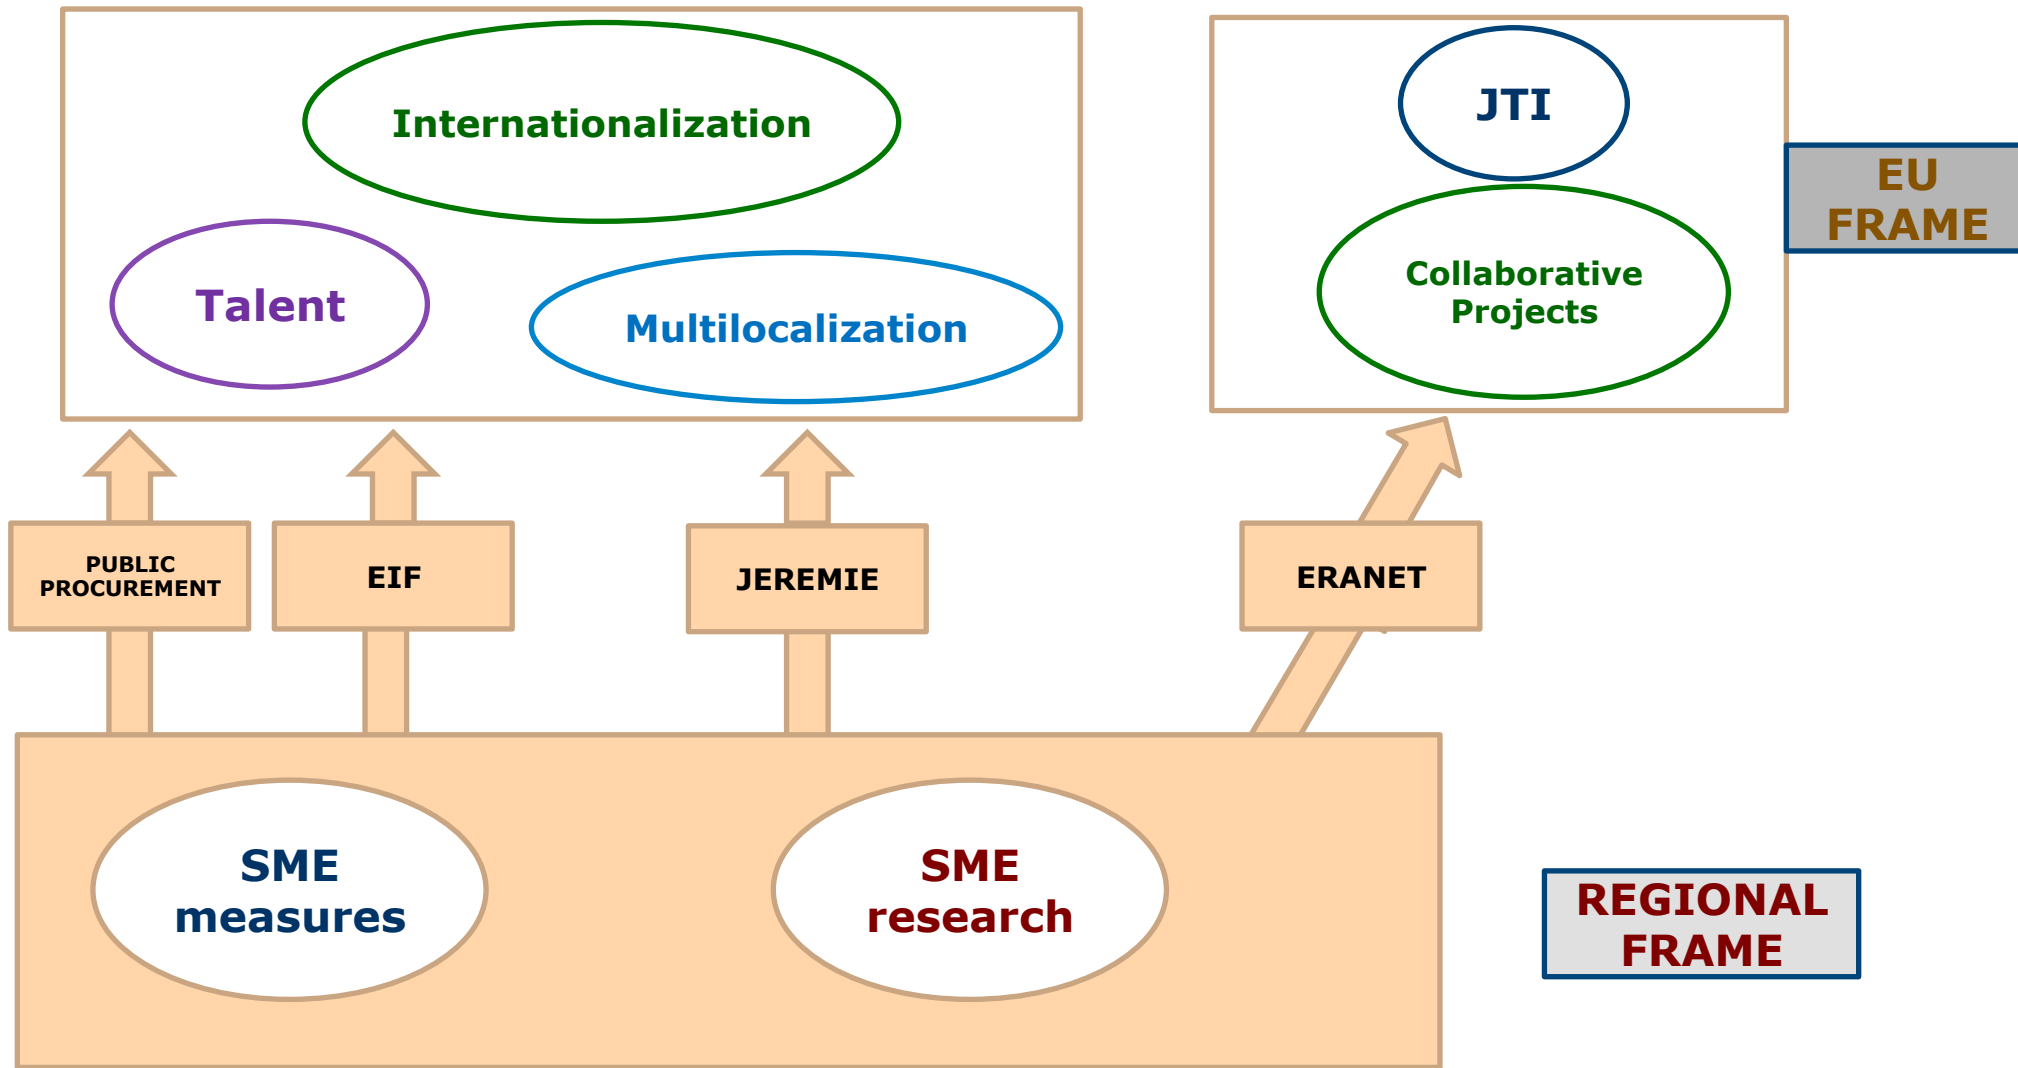 Internationalization
Talent
Multilocalization
JTI
Collaborative
Projects
EU
FRAME
PUBLIC
PROCUREMENT
EIF
JEREMIE
ERANET
SME
measures
SME
research
REGIONAL
FRAME